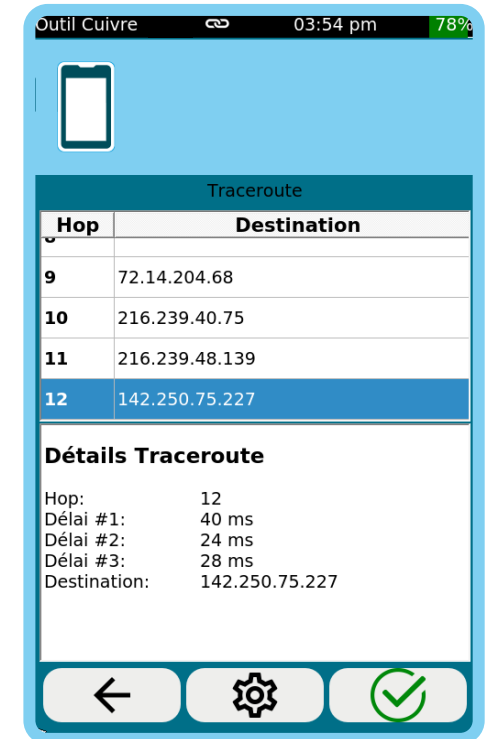 Outil Cuivre 03:54 pm 78%
Traceroute
Hop Destination
9 72.14.204.68
10 216.239.40.75
11 216.239.48.139
12 142.250.75.227
Détails Traceroute
Hop: 12
Délai #1: 40 ms
Délai #2: 24 ms
Délai #3: 28 ms
Destination: 142.250.75.227